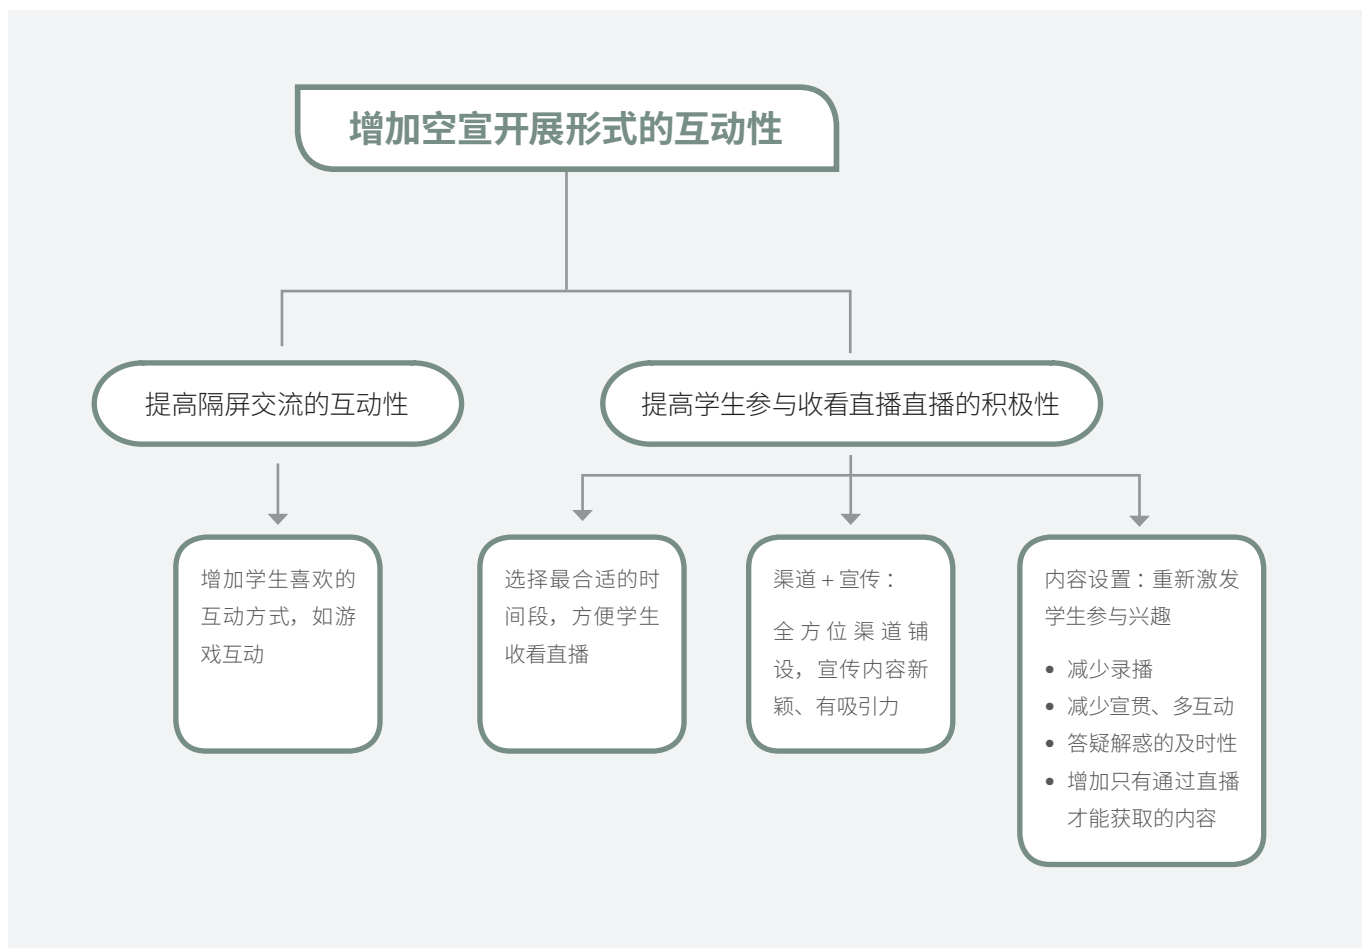 增加空宣开展形式的互动性
提高隔屏交流的互动性
提高学生参与收看直播直播的积极性
增加学生喜欢的
互动方式，如游
戏互动
选择最合适的时
间段，方便学生
收看直播
渠道 + 宣传：
全方位渠道铺
设，宣传内容新
颖、有吸引力
内容设置：重新激发
学生参与兴趣
• 减少录播
• 减少宣贯、多互动
• 答疑解惑的及时性
• 增加只有通过直播
才能获取的内容